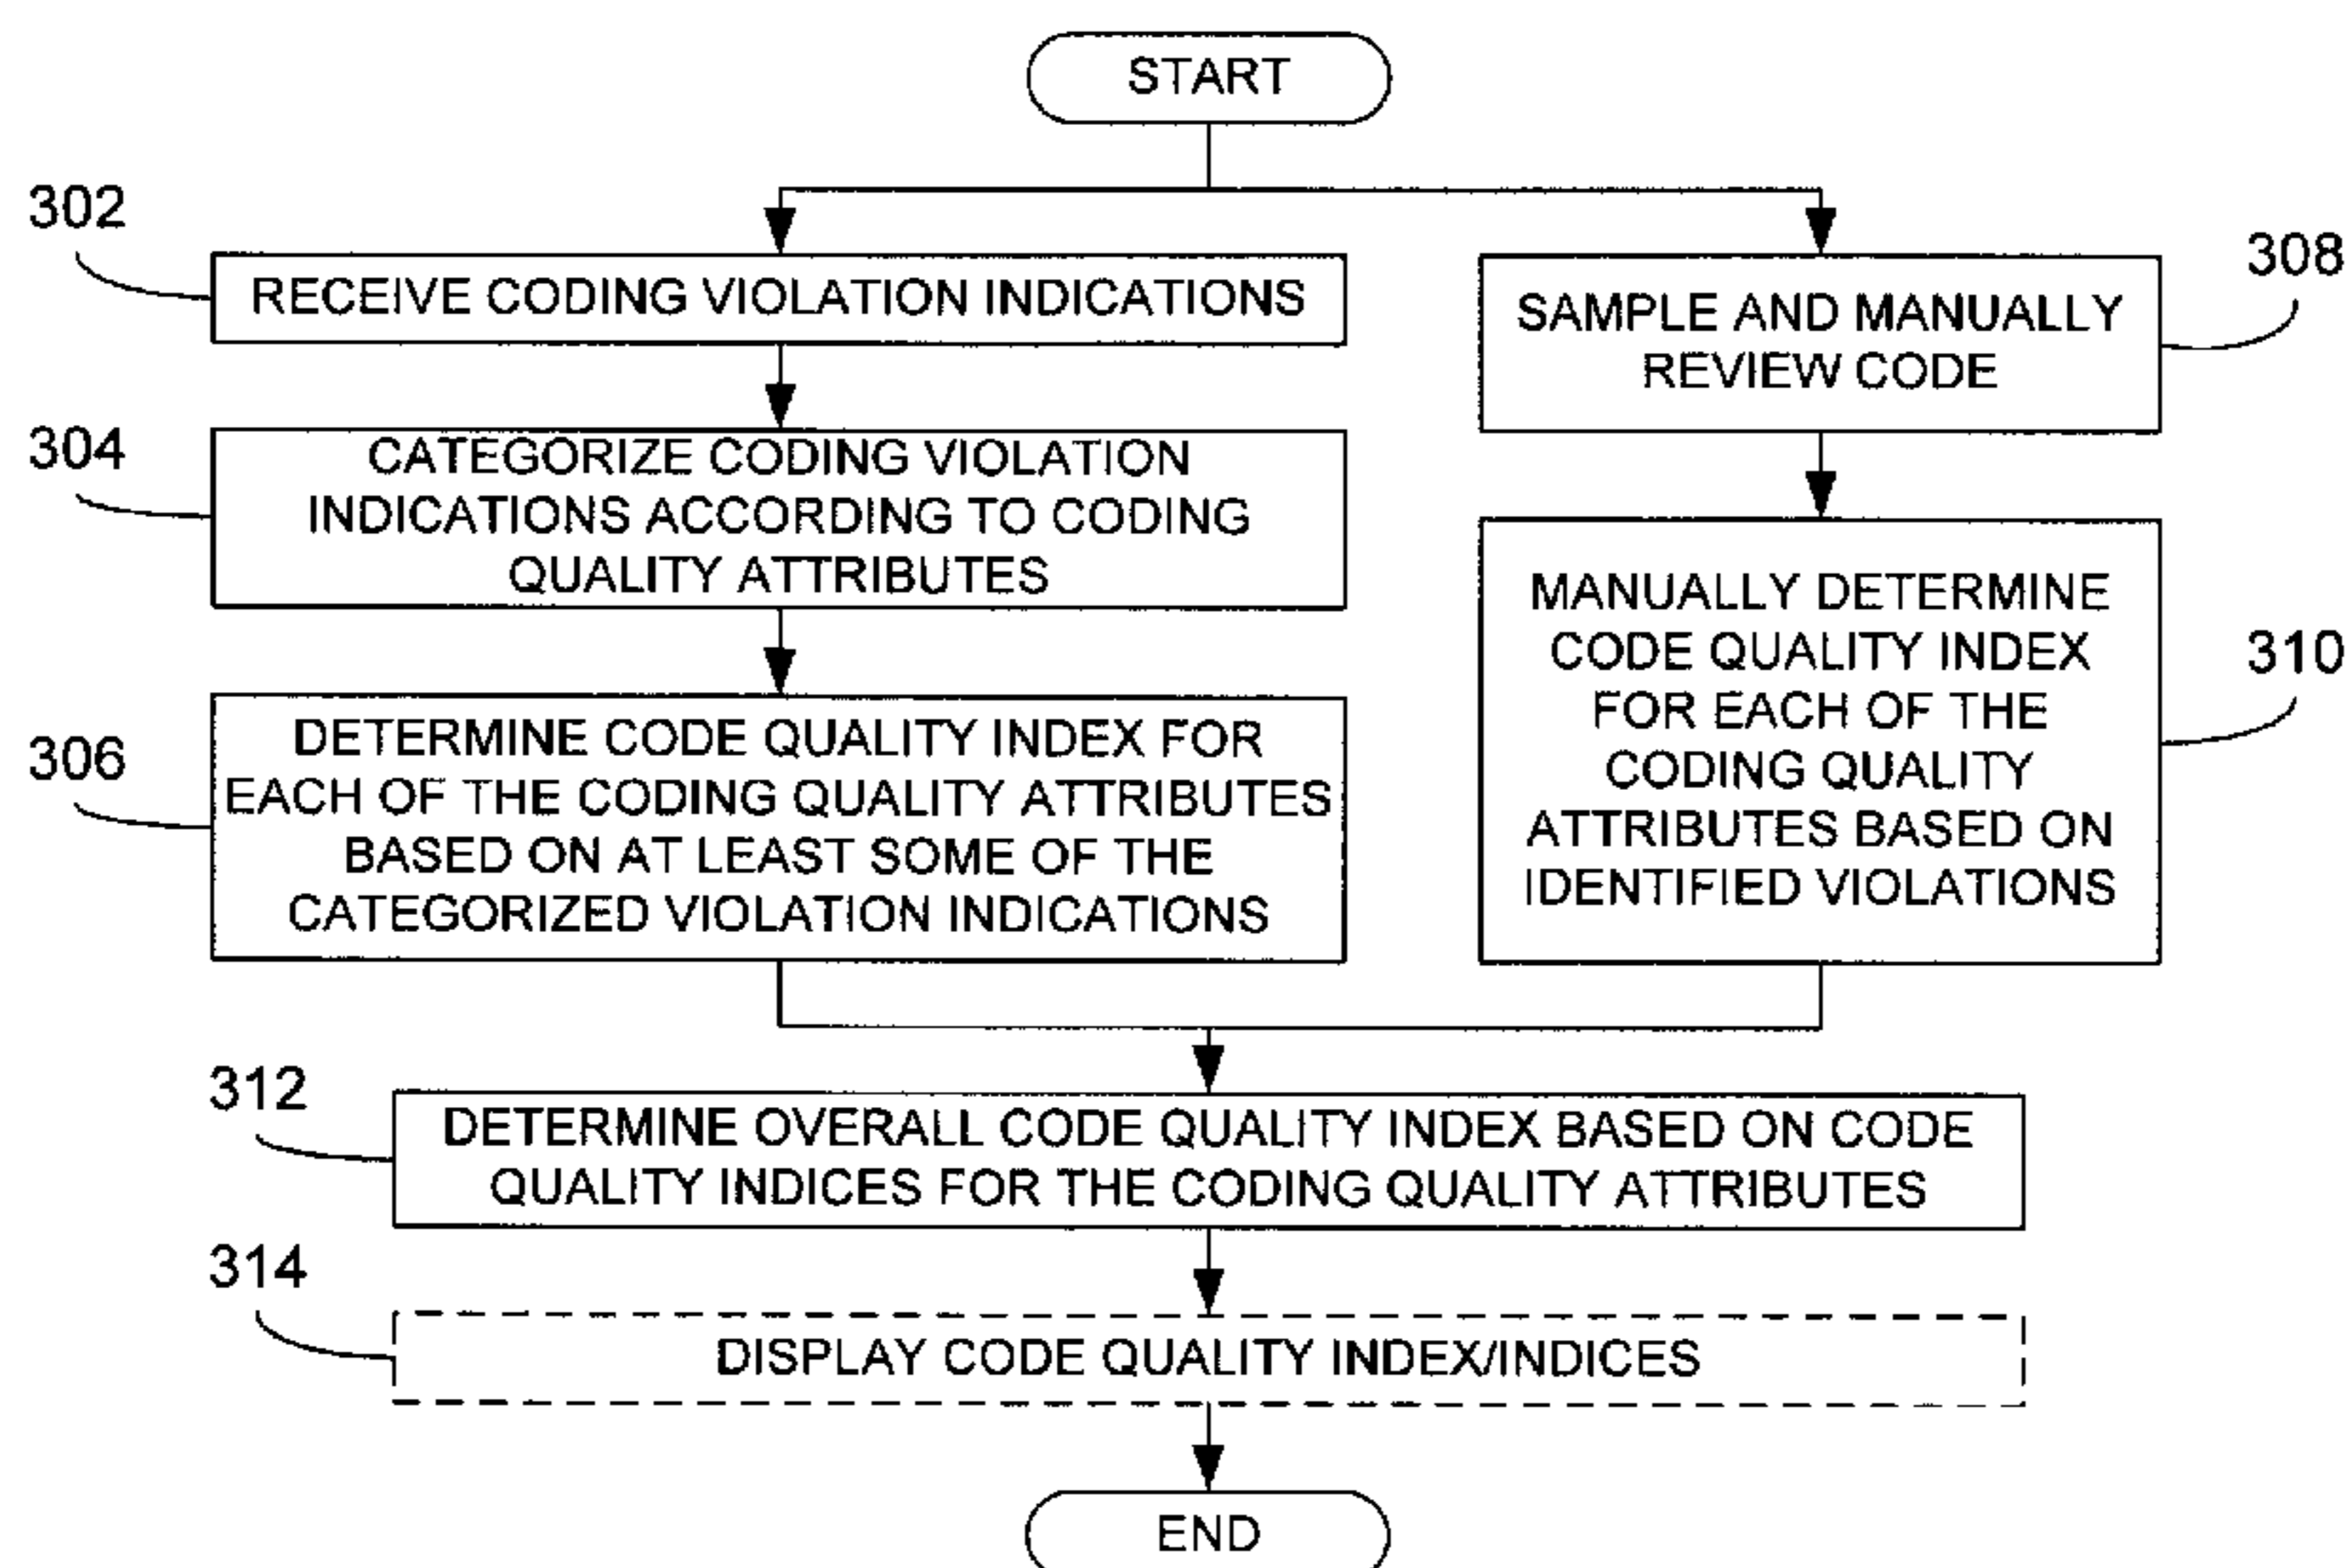 START
302
RECEIVE CODING VIOLATION INDICATIONS
304
CATEGORIZE CODING VIOLATION
INDICATIONS ACCORDING TO CODING
QUALITY ATTRIBUTES
306
DETERMINE CODE QUALITY INDEX FOR
EACH OF THE CODING QUALITY ATTRIBUTES
BASED ON AT LEAST SOME OF THE
CATEGORIZED VIOLATION INDICATIONS
308
SAMPLE AND MANUALLY
REVIEW CODE
310
MANUALLY DETERMINE
CODE QUALITY INDEX
FOR EACH OF THE
CODING QUALITY
ATTRIBUTES BASED ON
IDENTIFIED VIOLATIONS
312
DETERMINE OVERALL CODE QUALITY INDEX BASED ON CODE
QUALITY INDICES FOR THE CODING QUALITY ATTRIBUTES
314
DISPLAY CODE QUALITY INDEX/INDICES
END